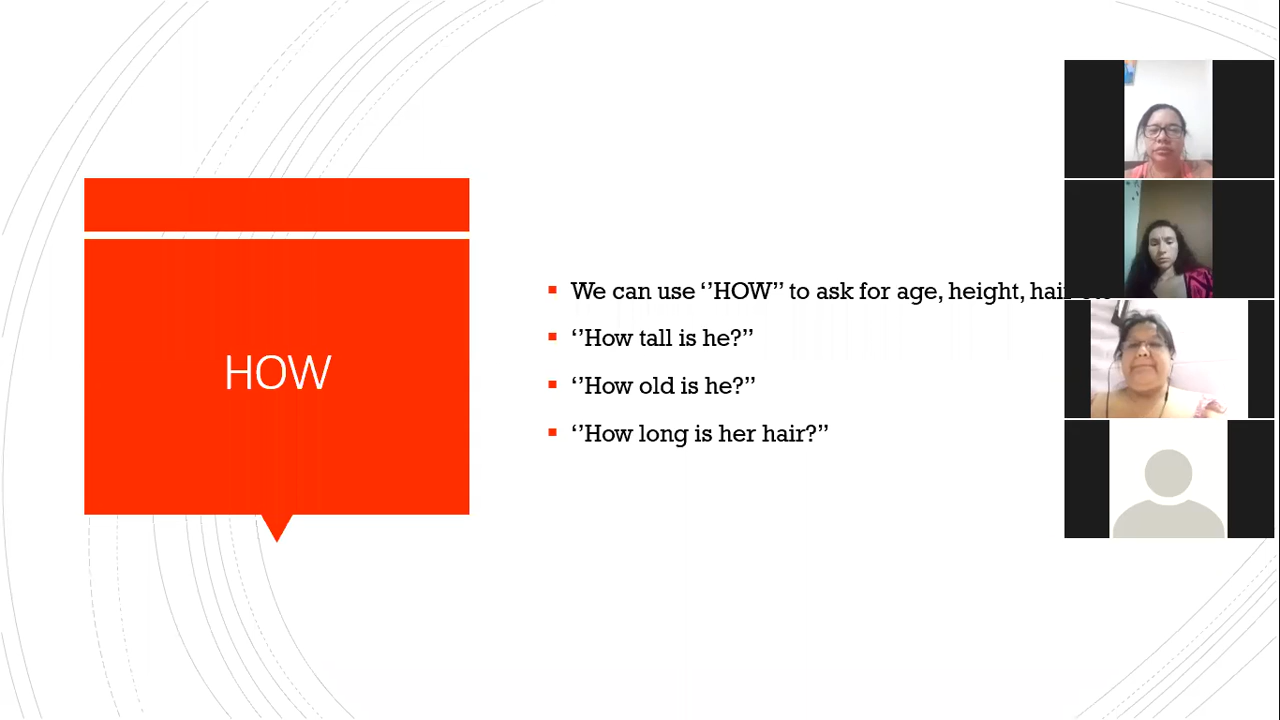 HOW
We can use ‘’HOW’’ to ask for age, height, hair
‘’How tall is he?’’
‘’How old is he?’’
‘’How long is her hair?’’